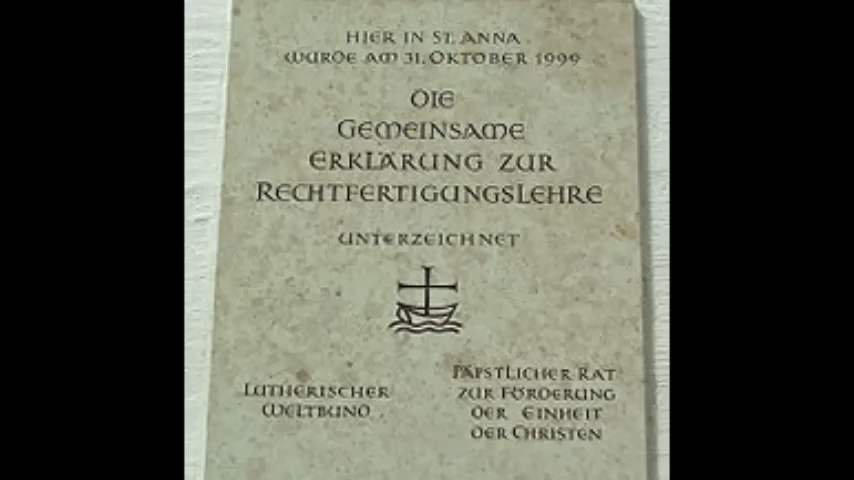 HIER IN ST. ANNA
WURDE AM 31. OKTOBER 1999
DIE
GEMEINSAME
ERKLÄRUNG ZUR
RECHTFERTIGUNGSLEHRE
UNTERZEICHNET
LUTHERISCHER
WELTBUND
PÄPSTLICHER RAT
ZUR FÖRDERUNG
DER EINHEIT
DER CHRISTEN